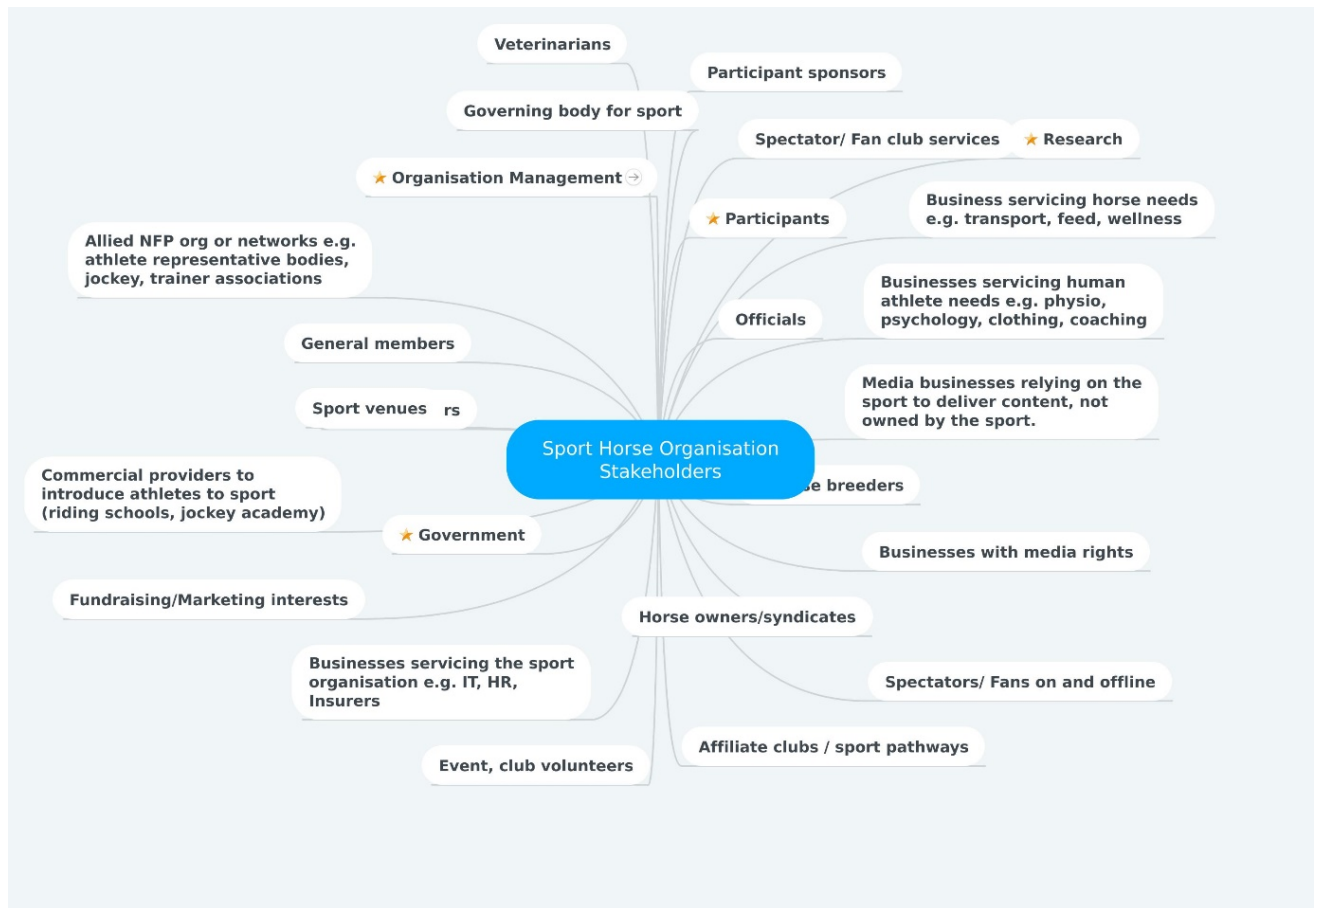 Veterinarians
Participant sponsors
Governing body for sport
Spectator/ Fan club services
Research
Organisation Management
Participants
Business servicing horse needs
e.g. transport, feed, wellness
Allied NFP org or networks e.g.
athlete representative bodies,
jockey, trainer associations
Businesses servicing human
athlete needs e.g. physio,
psychology, clothing, coaching
Officials
General members
Media businesses relying on the
sport to deliver content, not
owned by the sport.
Sport venues
Sport Horse Organisation
Stakeholders
Commercial providers to
introduce athletes to sport
(riding schools, jockey academy)
breeders
Government
Businesses with media rights
Fundraising/Marketing interests
Horse owners/syndicates
Businesses servicing the sport
organisation e.g. IT, HR,
Insurers
Spectators/ Fans on and offline
Affiliate clubs / sport pathways
Event, club volunteers